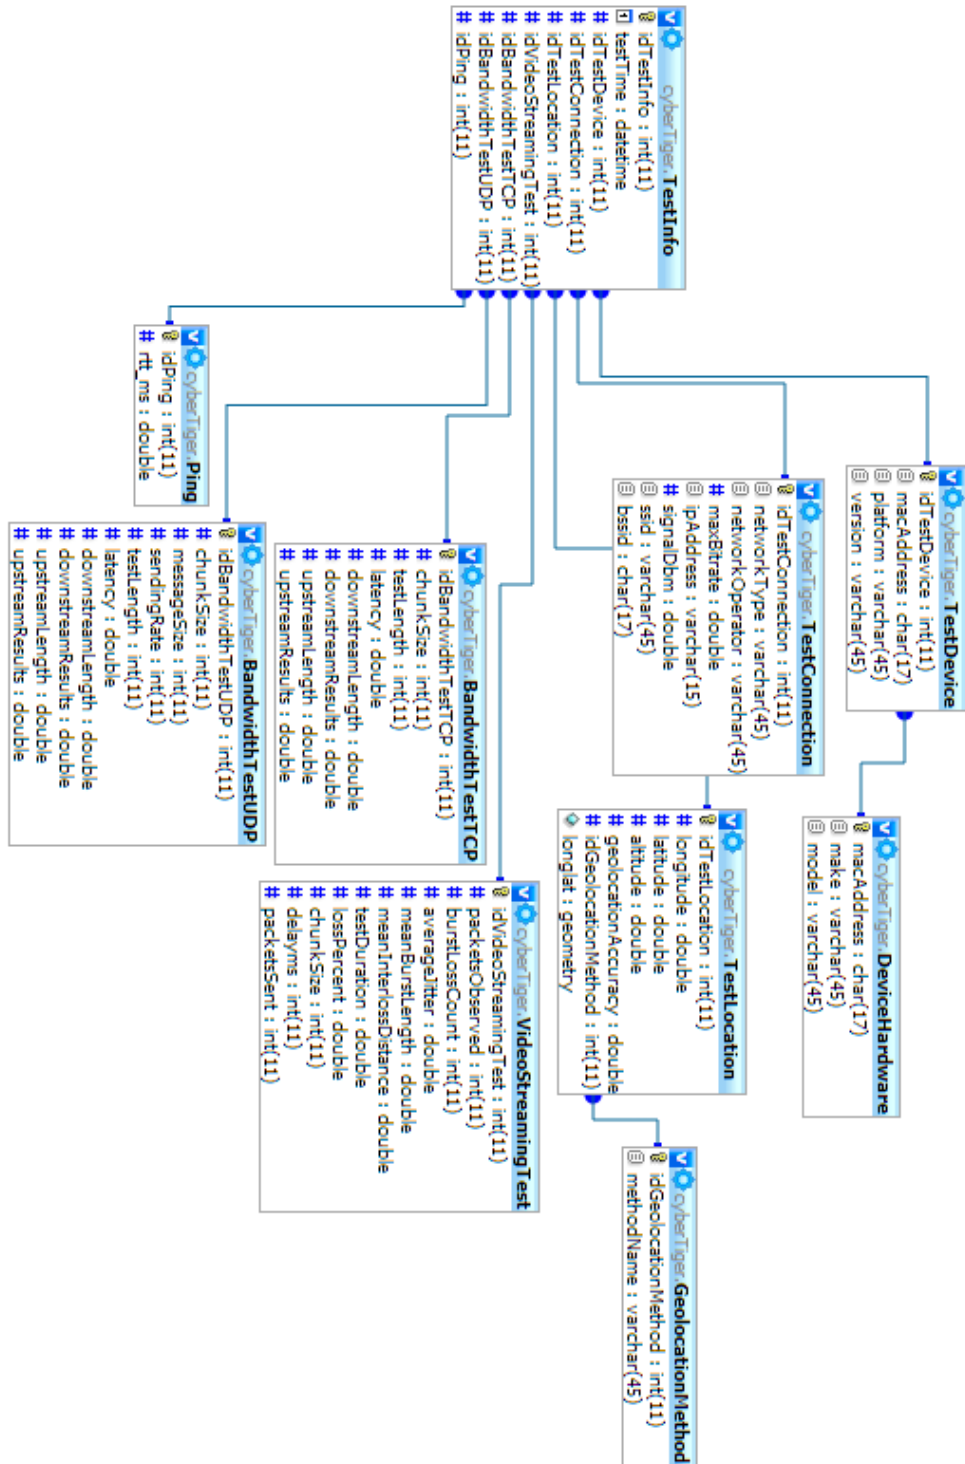 cyberTiger.TestInfo
idTestInfo : int(11)
testTime : datetime
# idTestDevice : int(11)
# idTestConnection : int(11)
# idTestLocation : int(11)
# idVideoStreamingTest : int(11)
# idBandwidthTestTCP : int(11)
# idBandwidthTestUDP : int(11)
# idPing : int(11)
cyberTiger.TestDevice
idTestDevice : int(11)
macAddress : char(17)
platform : varchar(45)
version : varchar(45)
cyberTiger.DeviceHardware
macAddress : char(17)
make : varchar(45)
model : varchar(45)
cyberTiger.TestConnection
idTestConnection : int(11)
networkType : varchar(45)
networkOperator : varchar(45)
# maxBitrate : double
ipAddress : varchar(15)
# signalDbm : double
ssid : varchar(45)
bssid : char(17)
cyberTiger.TestLocation
idTestLocation : int(11)
# longitude : double
# latitude : double
# altitude : double
# geolocationAccuracy : double
# idGeolocationMethod : int(11)
longlat : geometry
cyberTiger.GeolocationMethod
idGeolocationMethod : int(11)
methodName : varchar(45)
cyberTiger.VideoStreamingTest
idVideoStreamingTest : int(11)
# packetsObserved : int(11)
# burstLossCount : int(11)
# averageJitter : double
# meanBurstLength : double
# meanInterlossDistance : double
# testDuration : double
# lossPercent : double
# chunkSize : int(11)
# delayms : int(11)
# packetsSent : int(11)
cyberTiger.BandwidthTestTCP
idBandwidthTestTCP : int(11)
# chunkSize : int(11)
# testLength : int(11)
# latency : double
# downstreamLength : double
# downstreamResults : double
# upstreamLength : double
# upstreamResults : double
cyberTiger.BandwidthTestUDP
idBandwidthTestUDP : int(11)
# chunkSize : int(11)
# messageSize : int(11)
# sendingRate : int(11)
# testLength : int(11)
# latency : double
# downstreamLength : double
# downstreamResults : double
# upstreamLength : double
# upstreamResults : double
cyberTiger.Ping
idPing : int(11)
# rtt_ms : double